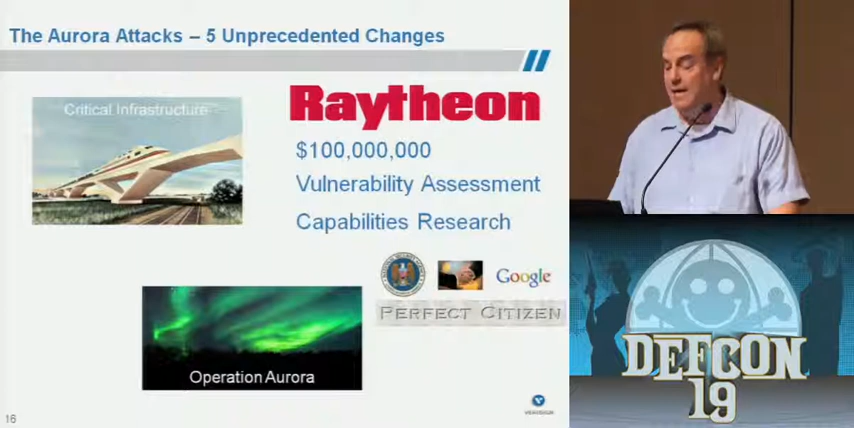 The Aurora Attacks – 5 Unprecedented Changes
Critical Infrastructure
Raytheon
$100,000,000
Vulnerability Assessment
Capabilities Research
Google
PERFECT CITIZEN
Operation Aurora
16
DEFCON
19